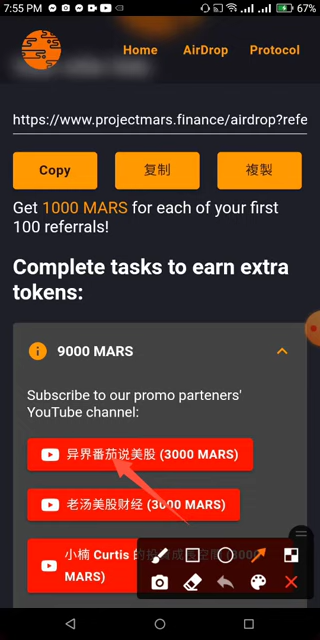 7:55 PM
67%
Home AirDrop Protocol
https://www.projectmars.finance/airdrop?refe
Copy 复制 複製
Get 1000 MARS for each of your first
100 referrals!
Complete tasks to earn extra
tokens:
9000 MARS
Subscribe to our promo parteners'
YouTube channel:
异界番茄说美股 (3000 MARS)
老汤美股财经 (3000 MARS)
小楠 Curtis 的
MARS)